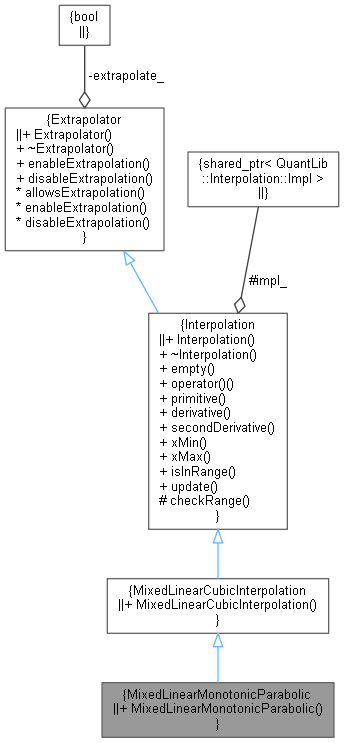 {bool
||}
-extrapolate_
{Extrapolator
||+ Extrapolator()
+ ~Extrapolator()
+ enableExtrapolation()
+ disableExtrapolation()
* allowsExtrapolation()
* enableExtrapolation()
* disableExtrapolation()
}
{shared_ptr< QuantLib
::Interpolation::Impl >
||}
#impl_
{Interpolation
||+ Interpolation()
+ ~Interpolation()
+ empty()
+ operator()()
+ primitive()
+ derivative()
+ secondDerivative()
+ xMin()
+ xMax()
+ isInRange()
+ update()
# checkRange()
}
{MixedLinearCubicInterpolation
||+ MixedLinearCubicInterpolation()
}
{MixedLinearMonotonicParabolic
||+ MixedLinearMonotonicParabolic()
}